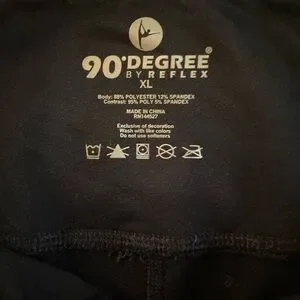 90°DEGREE®
BY REFLEX
XL
Body: 88% POLYESTER 12% SPANDEX
Contrast: 95% POLY 5% SPANDEX
MADE IN CHINA
RN144527
Exclusive of decoration
Wash with like colors
Do not use softeners